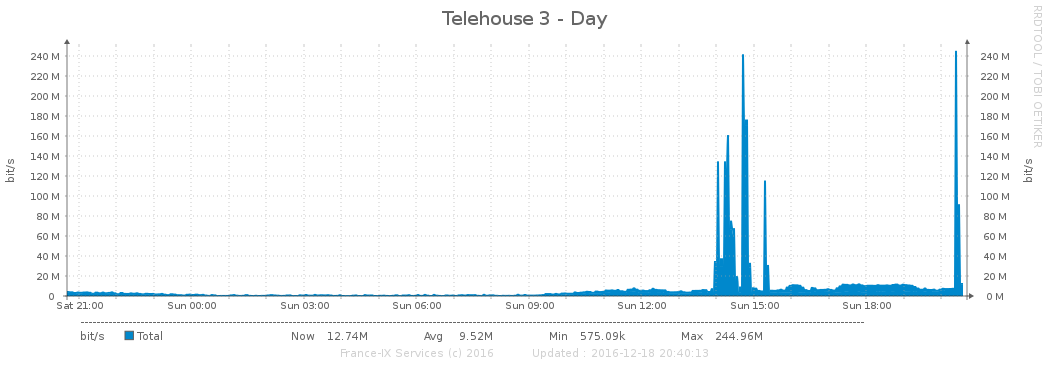 Telehouse 3 - Day
RRDTOOL / TOBI OETIKER
bit/s
240 M 240 M
220 M 220 M
200 M 200 M
180 M 180 M
160 M 160 M
140 M 140 M
120 M 120 M
100 M 100 M
80 M 80 M
60 M 60 M
40 M 40 M
20 M 20 M
0 0 M
bit/s
Sat 21:00 Sun 00:00 Sun 03:00 Sun 06:00 Sun 09:00 Sun 12:00 Sun 15:00 Sun 18:00
bit/s Total Now 12.74M Avg 9.52M Min 575.09k Max 244.96M
France-IX Services (c) 2016 Updated : 2016-12-18 20:40:13